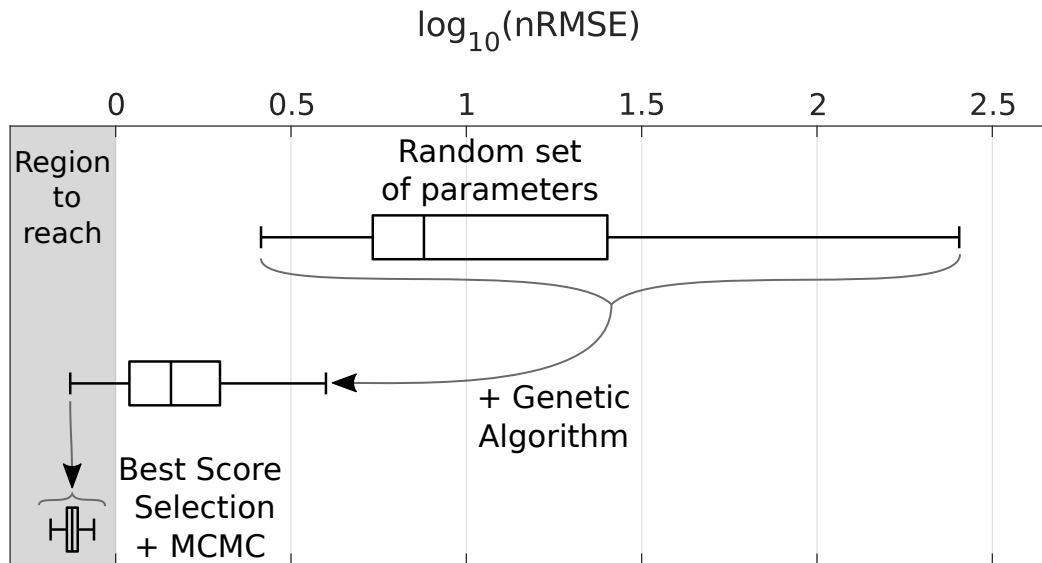 log10(nRMSE)
0 0.5 1 1.5 2 2.5
Region
to
reach
Random set
of parameters
+ Genetic
Algorithm
Best Score
Selection
+ MCMC